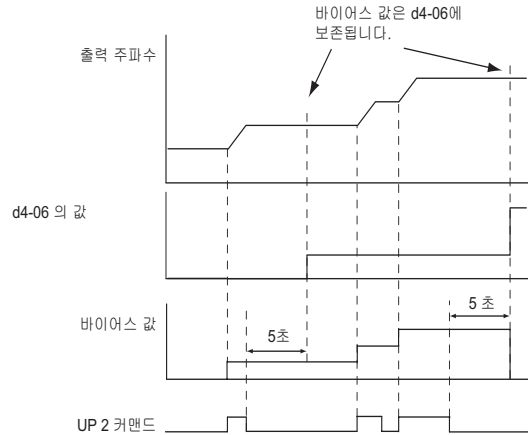 바이어스 값은 d4-06에
보존됩니다.
출력 주파수
d4-06 의 값
바이어스 값
5초
5 초
UP 2 커맨드